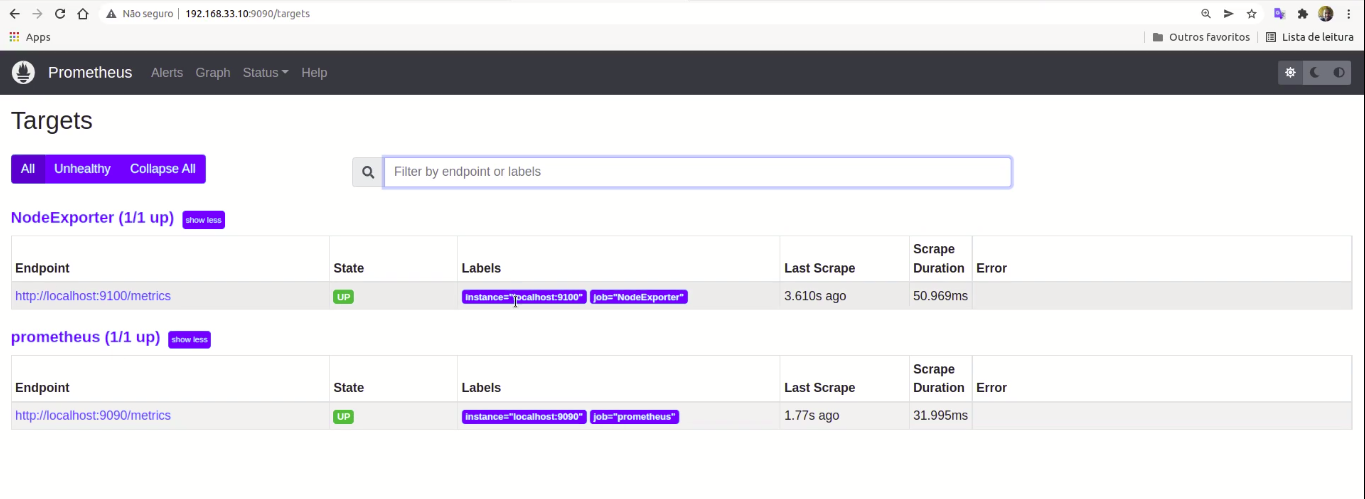 Não seguro | 192.168.33.10:9090/targets
Apps
Outros favoritos
Lista de leitura
Prometheus Alerts Graph Status Help
Targets
All Unhealthy Collapse All
Filter by endpoint or labels
NodeExporter (1/1 up) show less
Endpoint State Labels Last Scrape Scrape Duration Error
http://localhost:9100/metrics UP instance="localhost:9100" job="NodeExporter" 3.610s ago 50.969ms
prometheus (1/1 up) show less
Endpoint State Labels Last Scrape Scrape Duration Error
http://localhost:9090/metrics UP instance="localhost:9090" job="prometheus" 1.77s ago 31.995ms